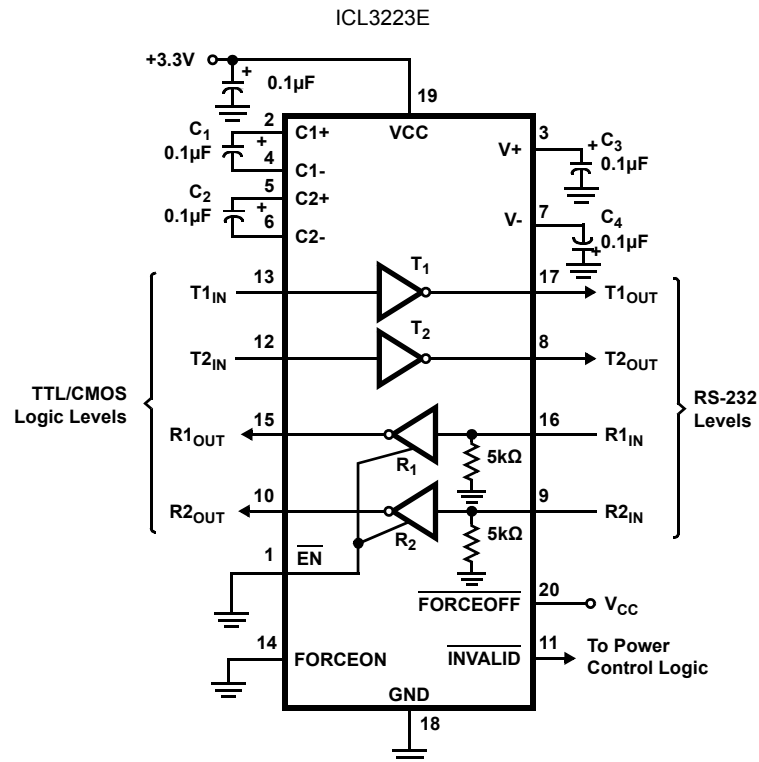 ICL3223E
+3.3V
+
0.1µF
19
VCC
2
C1+
C1
0.1µF
+
4
C1-
5
C2+
C2
0.1µF
+
6
C2-
3
V+
+
C3
0.1µF
7
V-
C4
0.1µF
+
T1
T1IN
13
17
T1OUT
T2
T2IN
12
8
T2OUT
TTL/CMOS
Logic Levels
RS-232
Levels
R1OUT
15
R1
5kΩ
16
R1IN
R2OUT
10
R2
5kΩ
9
R2IN
1
EN
FORCEOFF
20
VCC
14
FORCEON
INVALID
11
To Power
Control Logic
GND
18